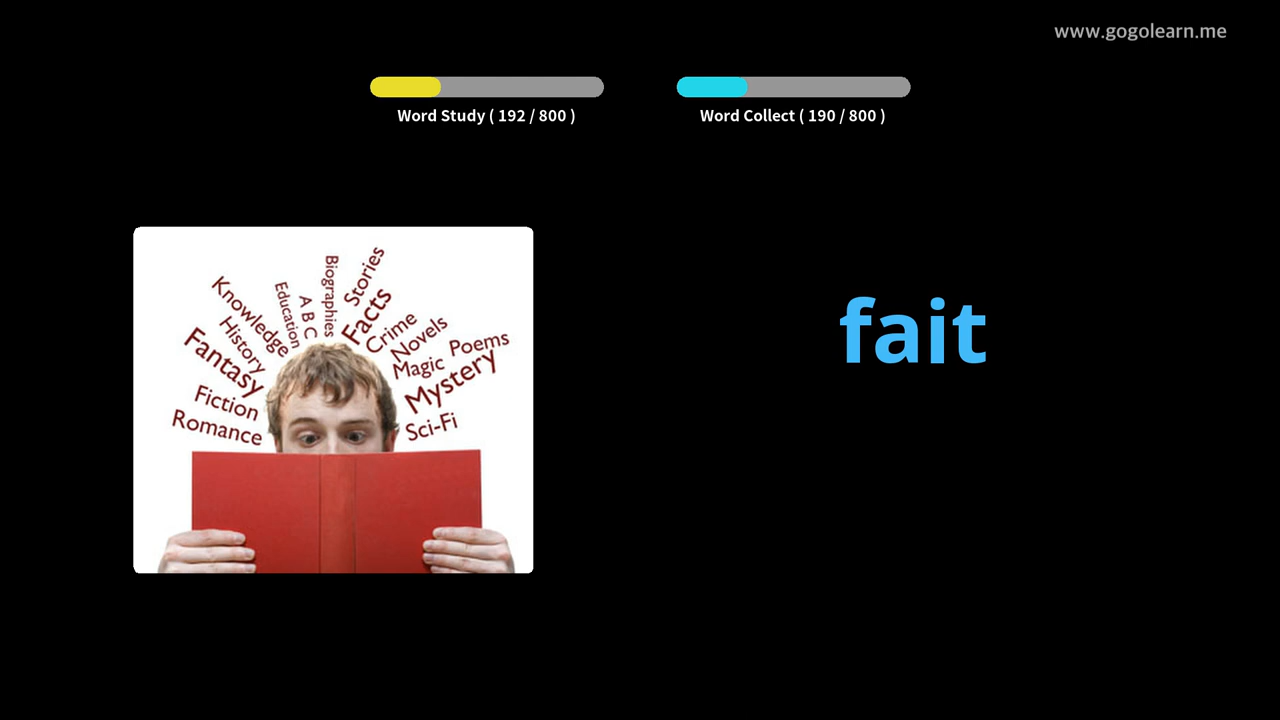 www.gogolearn.me
Word Study ( 192 / 800 )
Word Collect ( 190 / 800 )
Romance
Fiction
Fantasy
History
Knowledge
Education
A B C
Biographies
Stories
Facts
Crime
Novels
Magic
Poems
Mystery
Sci-Fi
fait